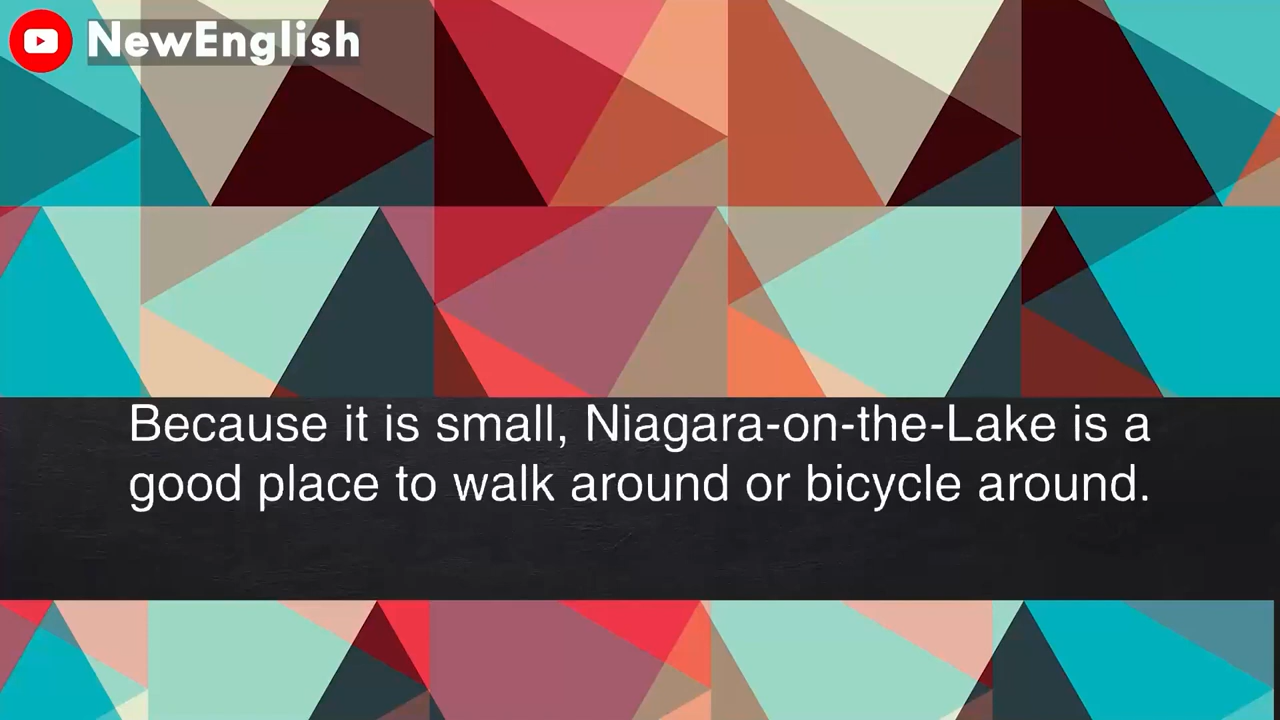 NewEnglish
Because it is small, Niagara-on-the-Lake is a
good place to walk around or bicycle around.